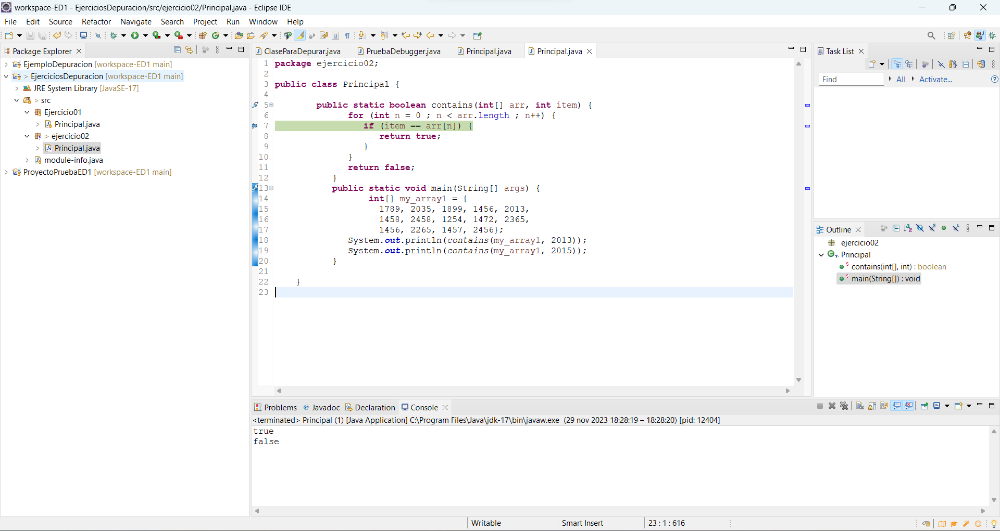 workspace-ED1 - EjerciciosDepuracion/src/ejercicio02/Principal.java - Eclipse IDE
File Edit Source Refactor Navigate Search Project Run Window Help
Package Explorer
EjemploDepuracion [workspace-ED1 main]
> EjerciciosDepuracion [workspace-ED1 main]
JRE System Library [JavaSE-17]
> src
Ejercicio01
Principal.java
> ejercicio02
Principal.java
module-info.java
ProyectoPruebaED1 [workspace-ED1 main]
ClaseParaDepurar.java PruebaDebugger.java Principal.java Principal.java
1 package ejercicio02;
2
3 public class Principal {
4
5 public static boolean contains(int[] arr, int item) {
6 for (int n = 0 ; n < arr.length ; n++) {
7 if (item == arr[n]) {
8 return true;
9 }
10 }
11 return false;
12 }
13 public static void main(String[] args) {
14 int[] my_array1 = {
15 1789, 2035, 1899, 1456, 2013,
16 1458, 2458, 1254, 1472, 2365,
17 1456, 2265, 1457, 2456};
18 System.out.println(contains(my_array1, 2013));
19 System.out.println(contains(my_array1, 2015));
20 }
21
22 }
23
Task List
Find All Activate...
Outline
ejercicio02
Principal
contains(int[], int) : boolean
main(String[]) : void
Problems Javadoc Declaration Console
<terminated> Principal (1) [Java Application] C:\Program Files\Java\jdk-17\bin\javaw.exe (29 nov 2023 18:28:19 – 18:28:20) [pid: 12404]
true
false
Writable Smart Insert 23 : 1 : 616